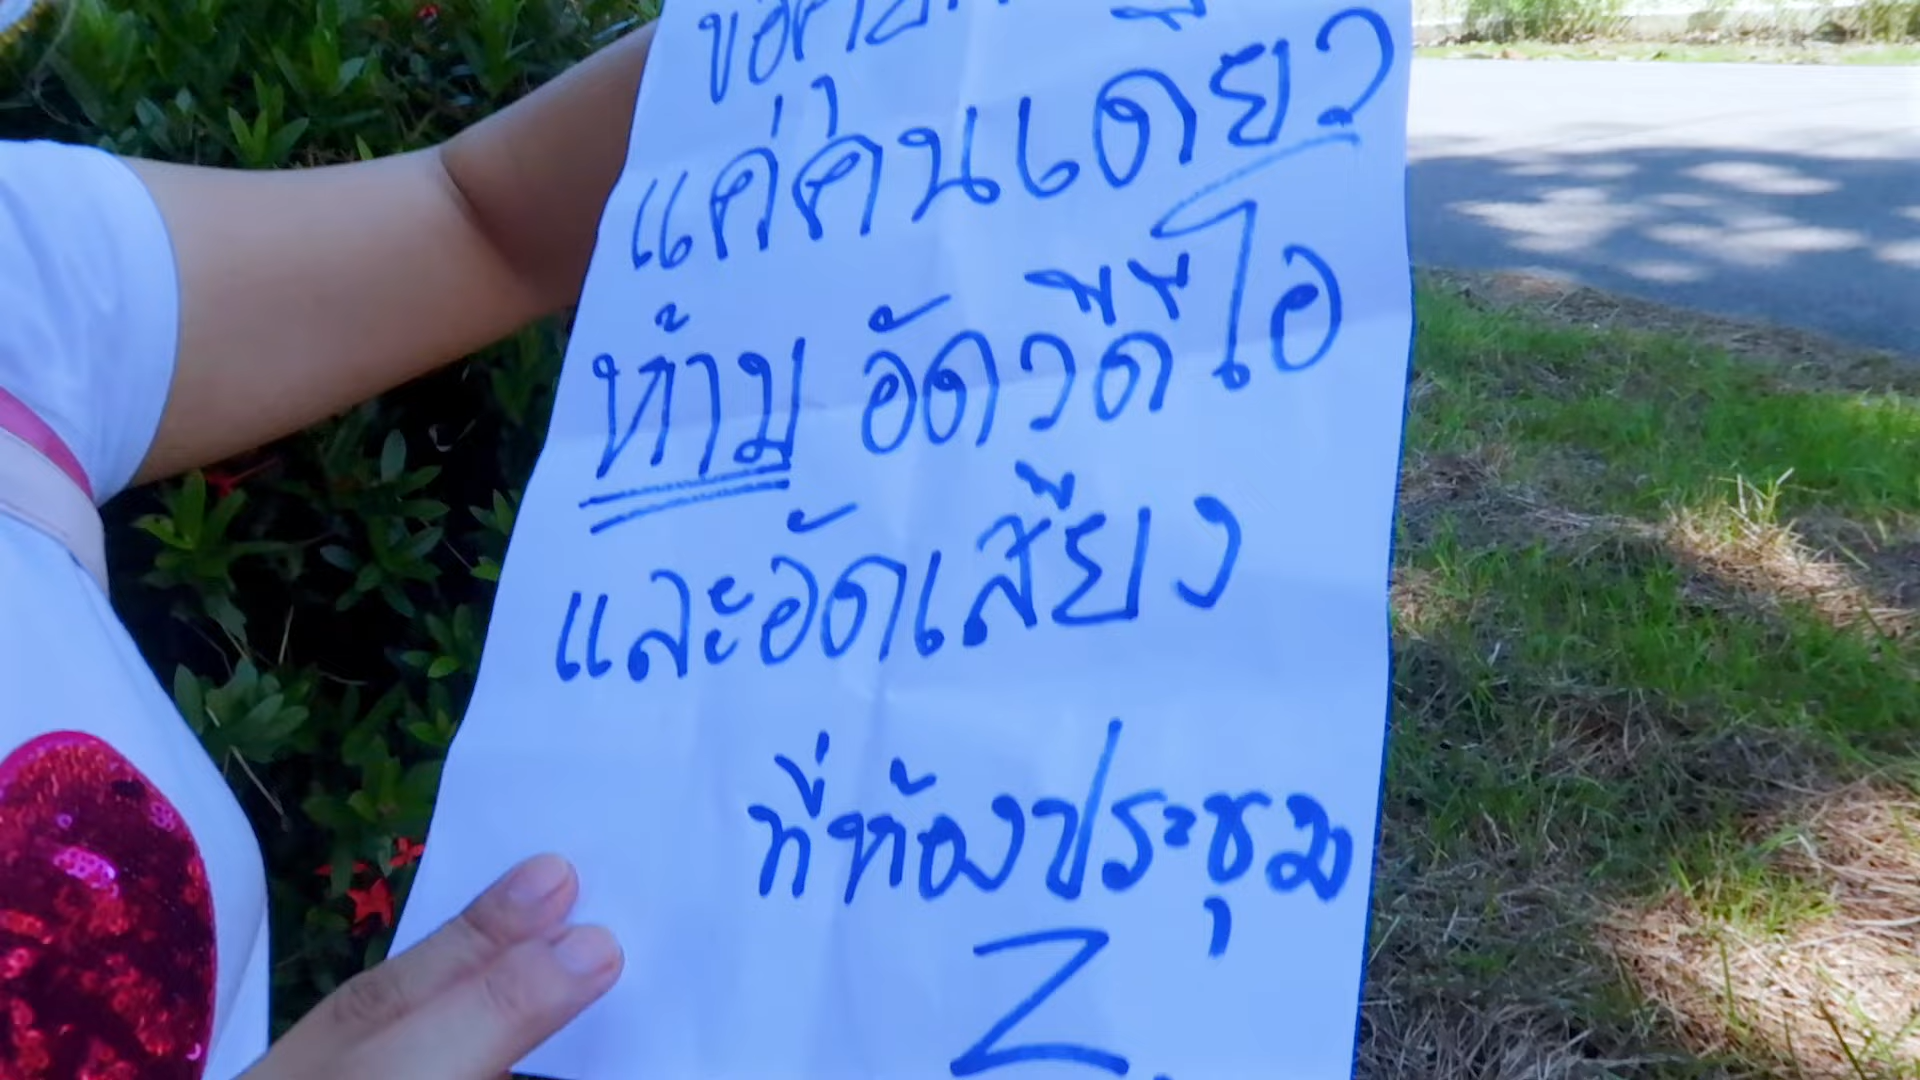 แค่คนเดียว
ห้าม อัดวีดีโอ
และอัดเสียง
ที่ห้องประชุม
Z.